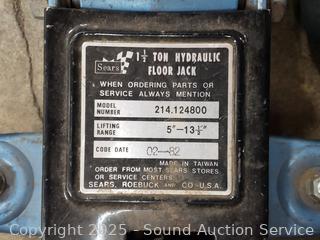 Sears
1½ TON HYDRAULIC
FLOOR JACK
WHEN ORDERING PARTS OR
SERVICE ALWAYS MENTION
MODEL NUMBER 214.124800
LIFTING RANGE 5"–13½"
CODE DATE 02-82
MADE IN TAIWAN
ORDER FROM MOST SEARS STORES
OR SERVICE CENTERS
SEARS, ROEBUCK AND CO.-U.S.A.
Copyright 2025 - Sound Auction Service